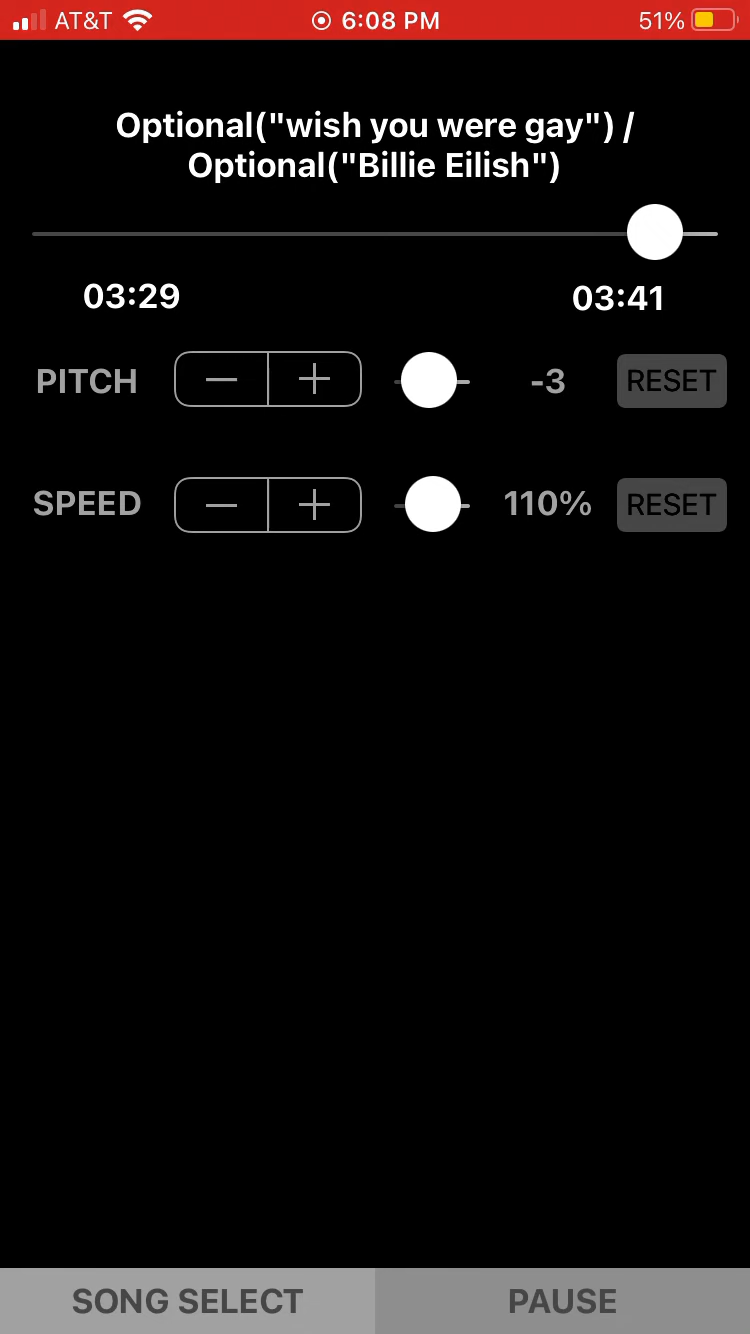 AT&T 6:08 PM 51%
Optional("wish you were gay") /
Optional("Billie Eilish")
03:29 03:41
PITCH -3 RESET
SPEED 110% RESET
SONG SELECT PAUSE